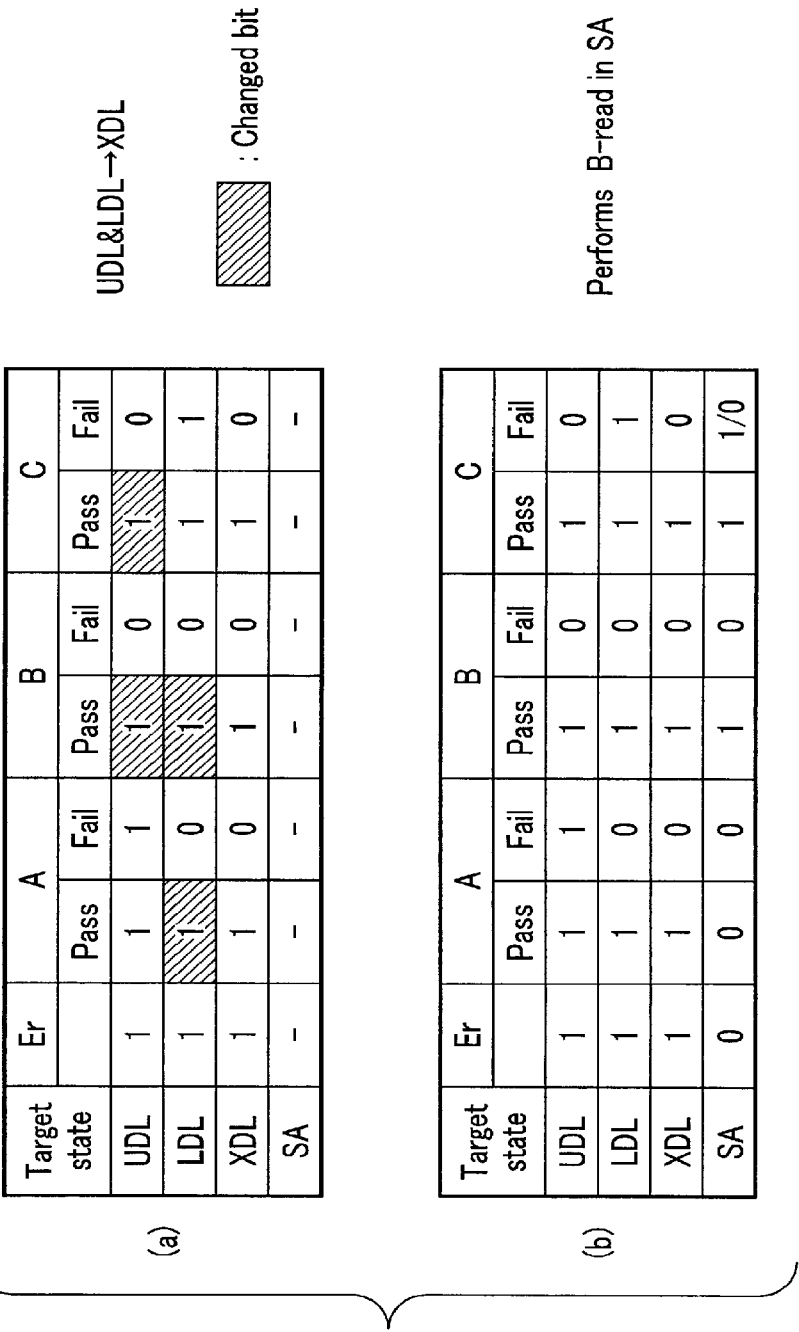 (a)
Target state | Er | A | B | C
Pass | Fail | Pass | Fail | Pass | Fail
UDL | 1 | 1 | 1 | 1 | 0 | 1 | 0
LDL | 1 | 1 | 0 | 1 | 0 | 1 | 1
XDL | 1 | 1 | 0 | 1 | 0 | 1 | 0
SA | - | - | - | - | - | - | -
UDL&LDL→XDL
: Changed bit
(b)
Target state | Er | A | B | C
Pass | Fail | Pass | Fail | Pass | Fail
UDL | 1 | 1 | 1 | 1 | 0 | 1 | 0
LDL | 1 | 1 | 0 | 1 | 0 | 1 | 1
XDL | 1 | 1 | 0 | 1 | 0 | 1 | 0
SA | 0 | 0 | 0 | 1 | 0 | 1 | 1/0
Performs B-read in SA